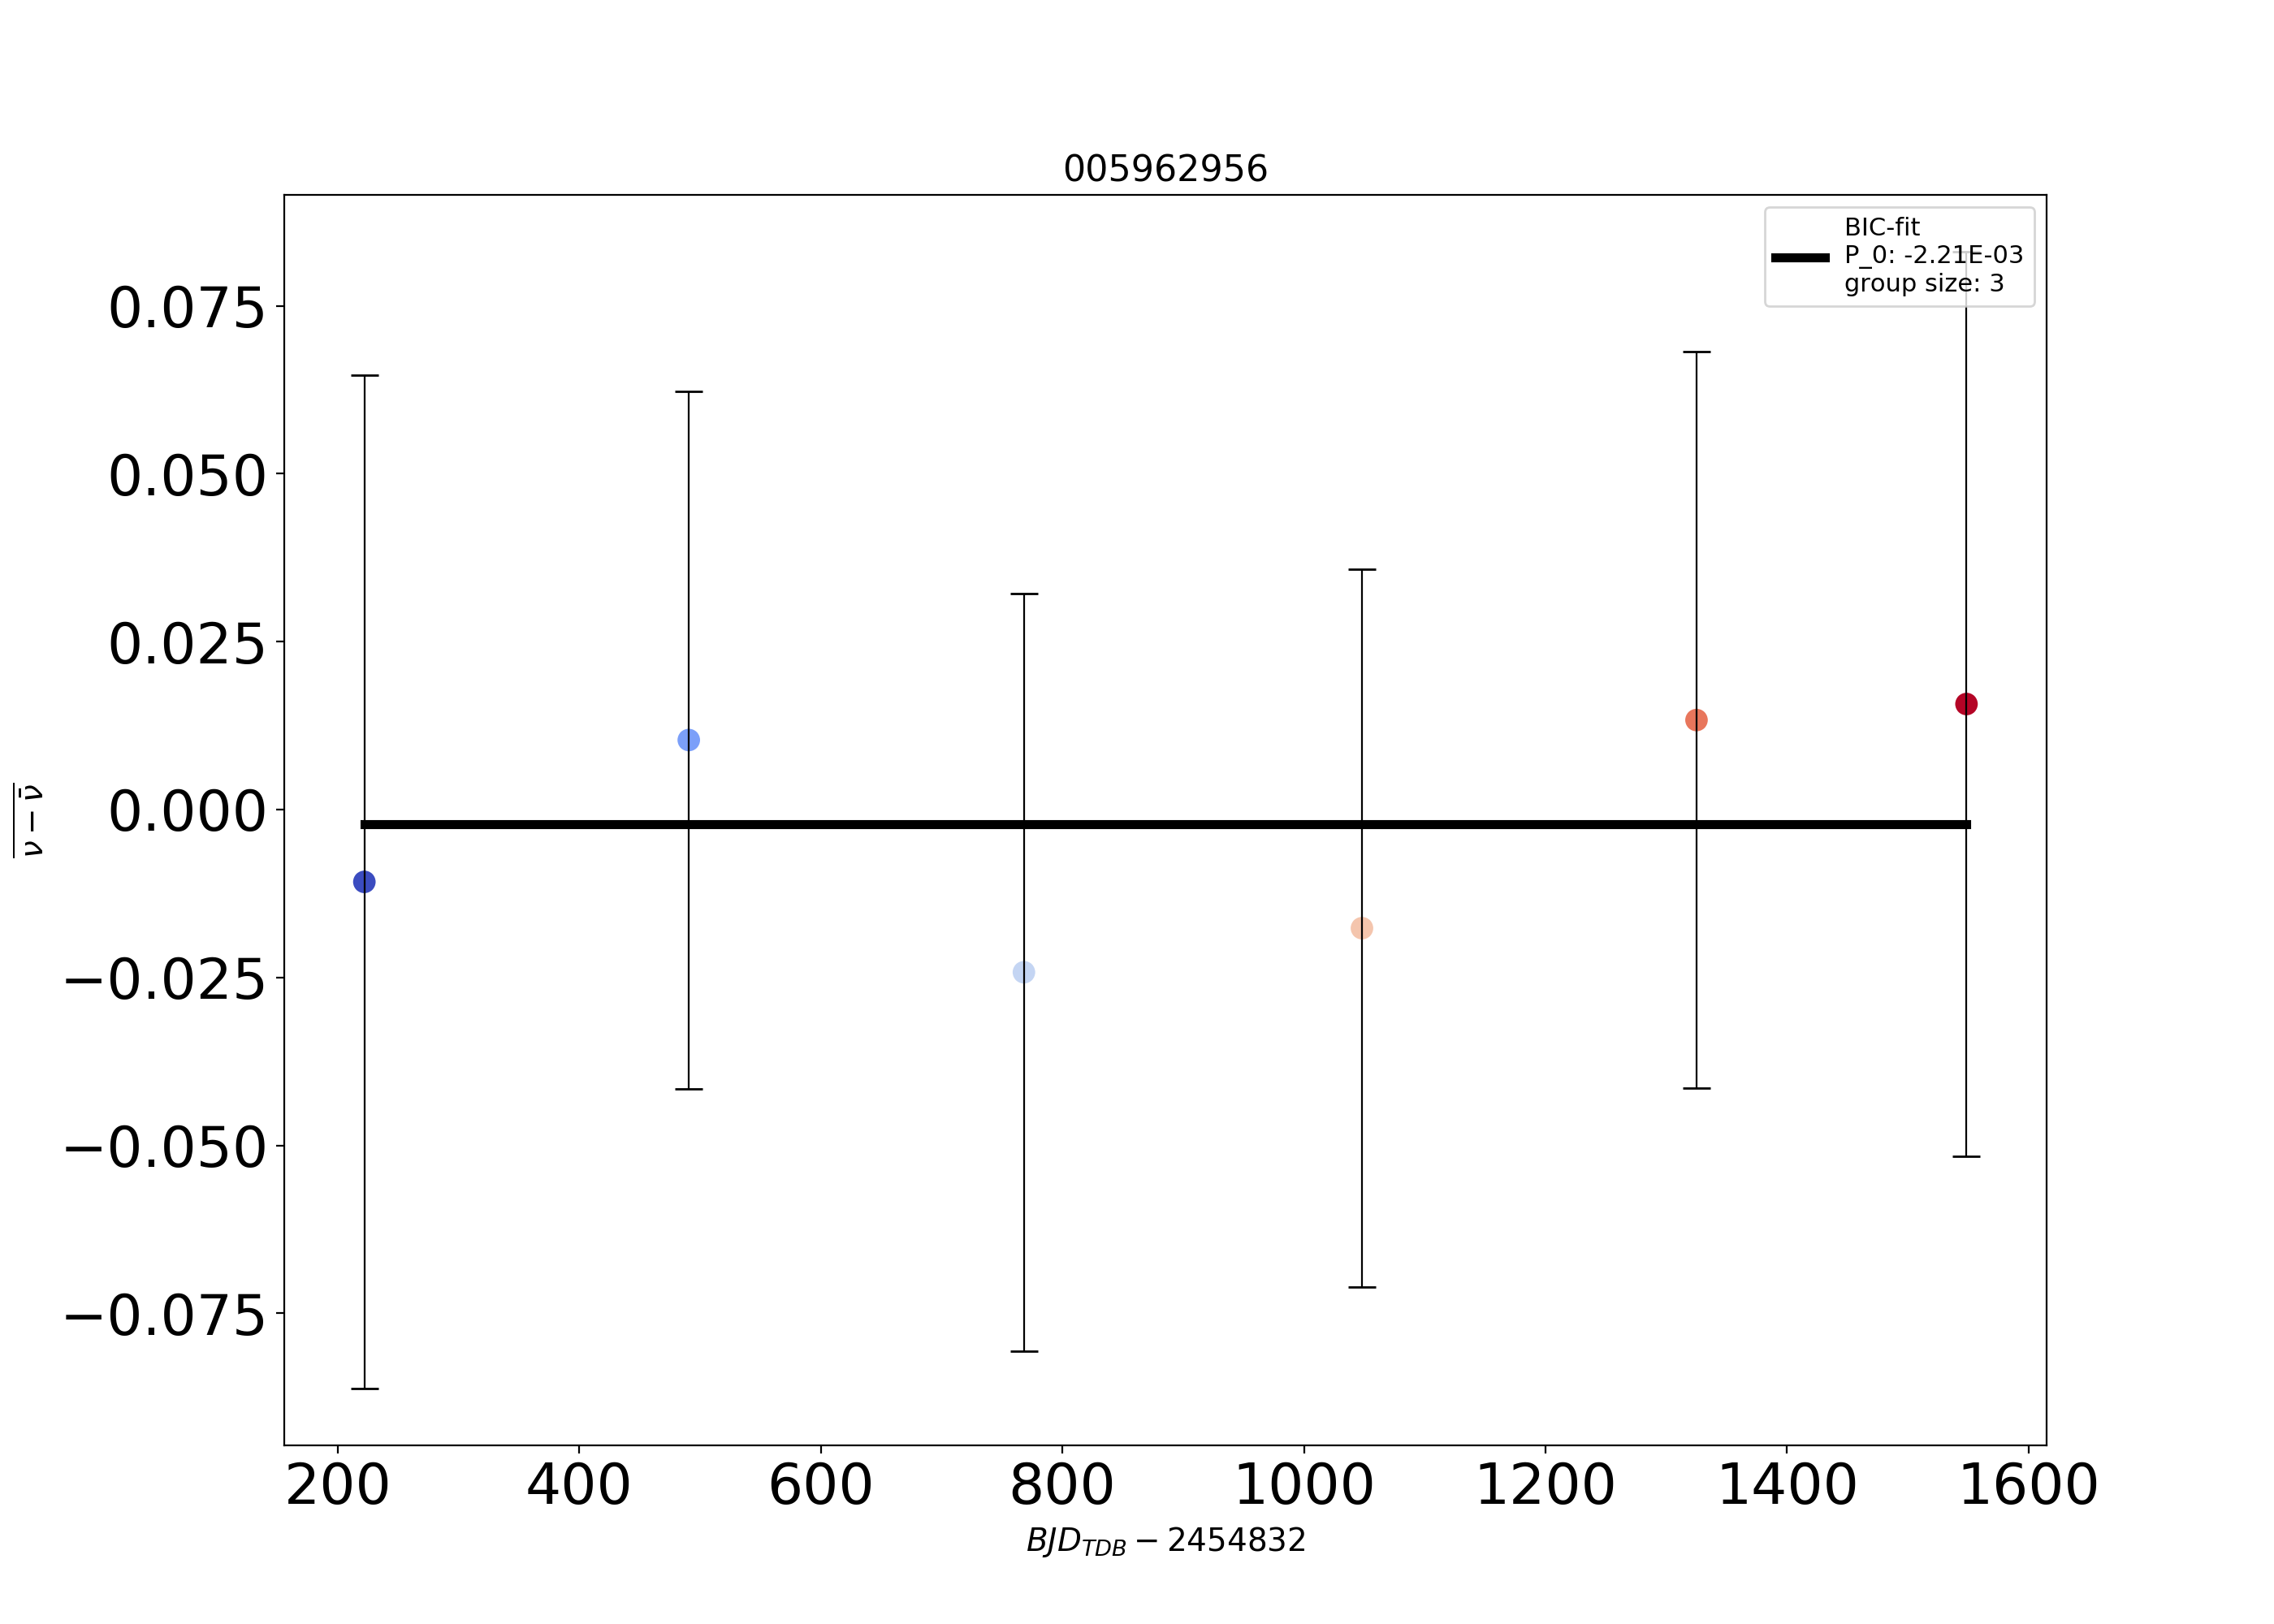 005962956
BIC-fit
P_0: -2.21E-03
group size: 3
0.075
0.050
0.025
0.000
−0.025
−0.050
−0.075
ν − ν̄
200 400 600 800 1000 1200 1400 1600
BJD_TDB − 2454832